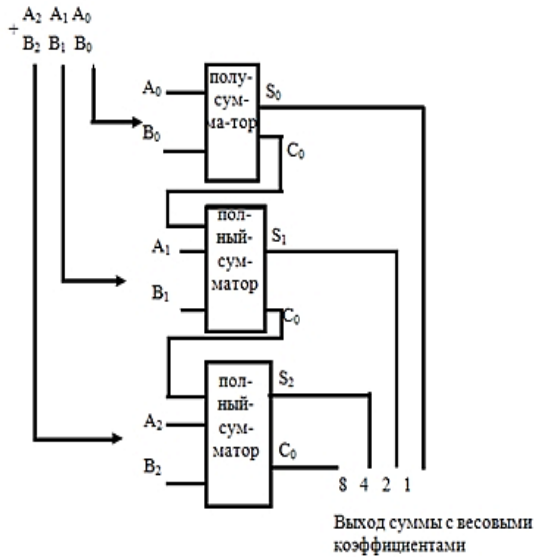 + A₂ A₁ A₀
B₂ B₁ B₀
A₀
B₀
полу-
сум-
ма-тор
S₀
C₀
пол-
ный-
сум-
матор
A₁
B₁
S₁
C₀
пол-
ный-
сум-
матор
A₂
B₂
S₂
C₀
8 4 2 1
Выход суммы с весовыми
коэффициентами